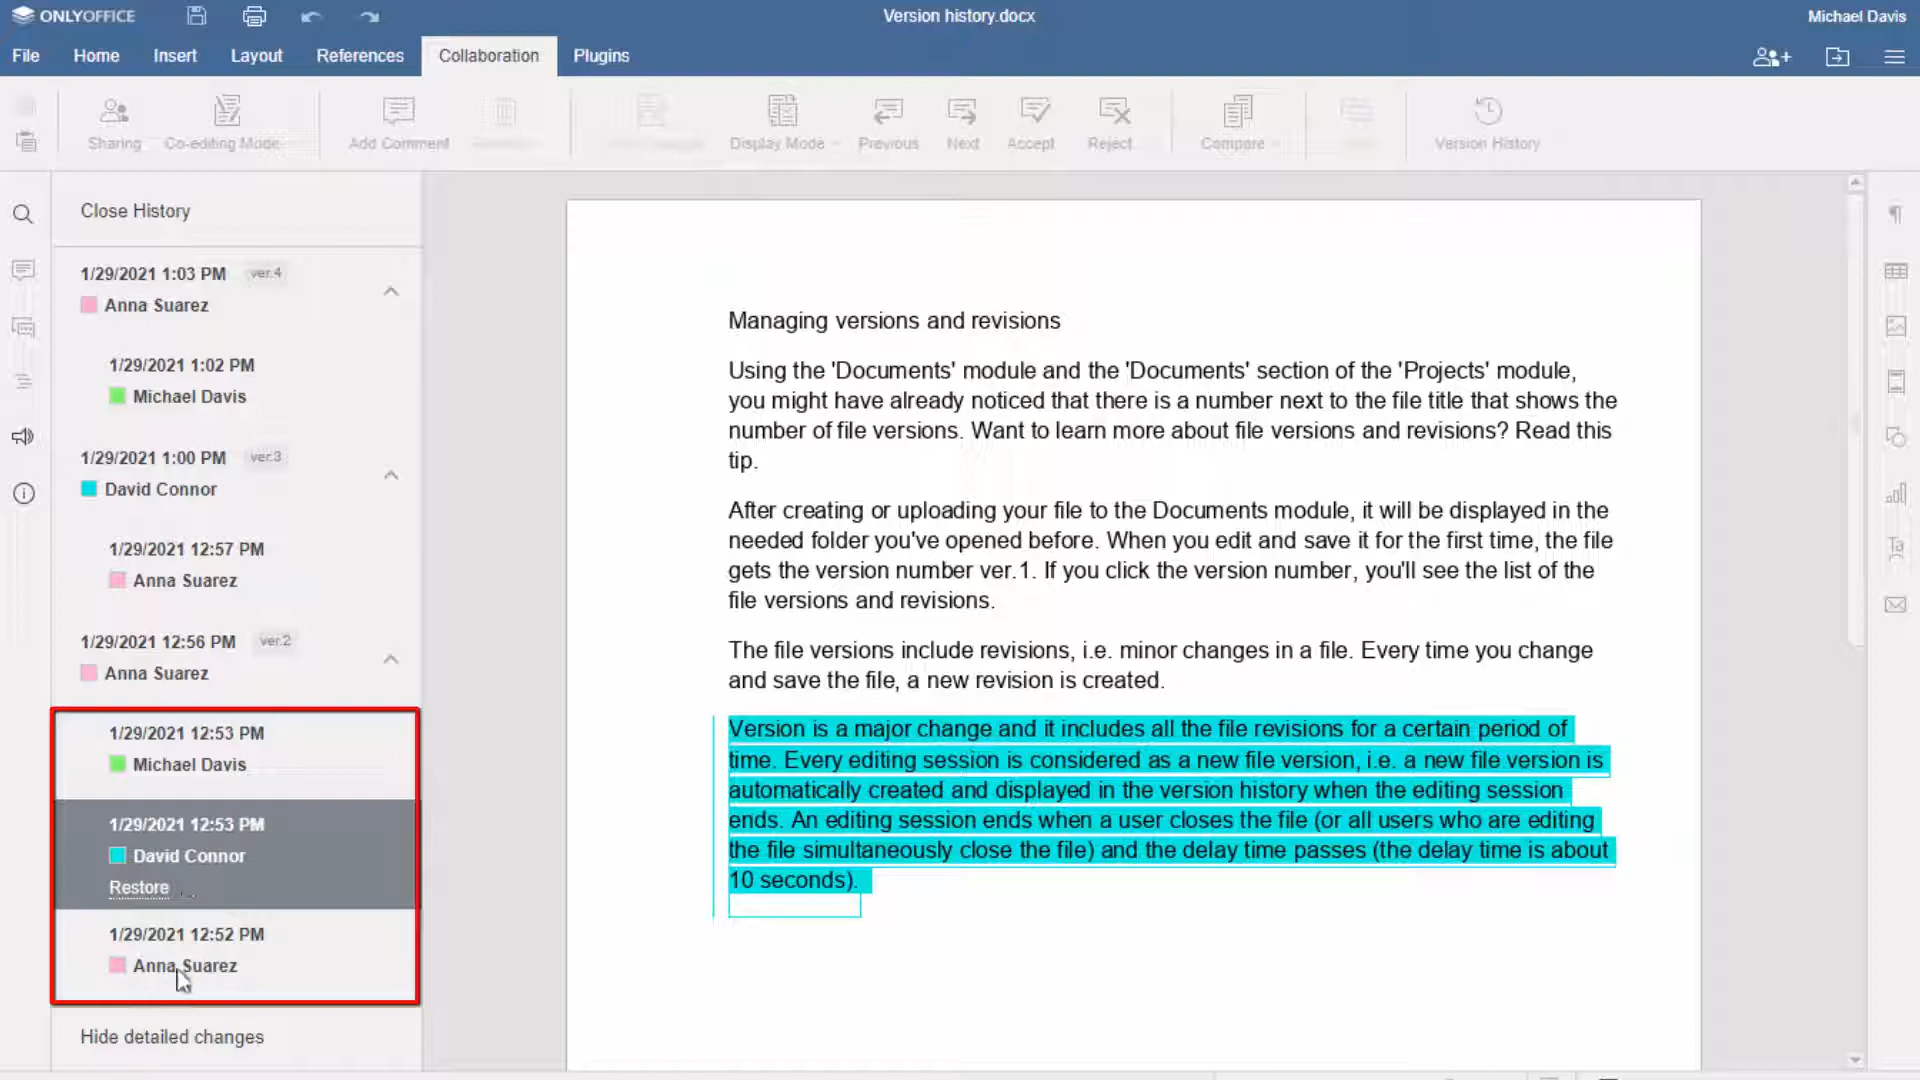 ONLYOFFICE
Version history.docx
Michael Davis
File
Home
Insert
Layout
References
Collaboration
Plugins
Sharing
Co-editing Mode
Add Comment
Display Mode
Previous
Next
Accept
Reject
Compare
Version History
Close History
1/29/2021 1:03 PM ver.4
Anna Suarez
1/29/2021 1:02 PM
Michael Davis
1/29/2021 1:00 PM ver.3
David Connor
1/29/2021 12:57 PM
Anna Suarez
1/29/2021 12:56 PM ver.2
Anna Suarez
1/29/2021 12:53 PM
Michael Davis
1/29/2021 12:53 PM
David Connor
Restore
1/29/2021 12:52 PM
Anna Suarez
Hide detailed changes
Managing versions and revisions
Using the 'Documents' module and the 'Documents' section of the 'Projects' module,
you might have already noticed that there is a number next to the file title that shows the
number of file versions. Want to learn more about file versions and revisions? Read this
tip.
After creating or uploading your file to the Documents module, it will be displayed in the
needed folder you've opened before. When you edit and save it for the first time, the file
gets the version number ver.1. If you click the version number, you'll see the list of the
file versions and revisions.
The file versions include revisions, i.e. minor changes in a file. Every time you change
and save the file, a new revision is created.
Version is a major change and it includes all the file revisions for a certain period of
time. Every editing session is considered as a new file version, i.e. a new file version is
automatically created and displayed in the version history when the editing session
ends. An editing session ends when a user closes the file (or all users who are editing
the file simultaneously close the file) and the delay time passes (the delay time is about
10 seconds).